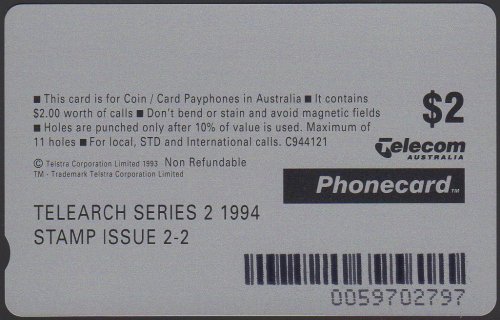 ■ This card is for Coin / Card Payphones in Australia ■ It contains
$2.00 worth of calls ■ Don't bend or stain and avoid magnetic fields
■ Holes are punched only after 10% of value is used. Maximum of
11 holes ■ For local, STD and International calls. C944121
© Telstra Corporation Limited 1993 Non Refundable
TM - Trademark Telstra Corporation Limited
$2
Telecom
AUSTRALIA
Phonecard™
TELEARCH SERIES 2 1994
STAMP ISSUE 2-2
0059702797